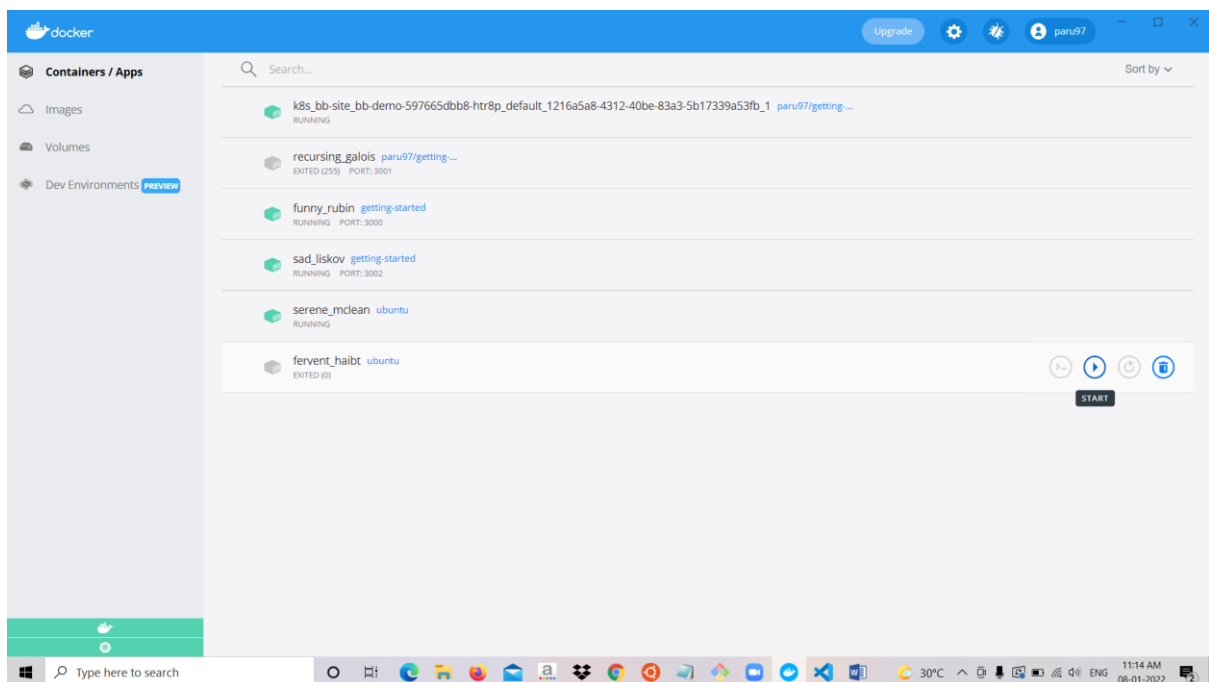 docker
Upgrade
paru97
Containers / Apps
Images
Volumes
Dev Environments PREVIEW
Search...
Sort by
k8s_bb-site_bb-demo-597665dbb8-htr8p_default_1216a5a8-4312-40be-83a3-5b17339a53fb_1 paru97/getting-...
RUNNING
recursing_galois paru97/getting-...
EXITED (255) PORT: 3001
funny_rubin getting-started
RUNNING PORT: 3000
sad_liskov getting-started
RUNNING PORT: 3002
serene_mclean ubuntu
RUNNING
fervent_haibt ubuntu
EXITED (0)
START
Type here to search
a
30°C
ENG
11:14 AM
08-01-2022
2